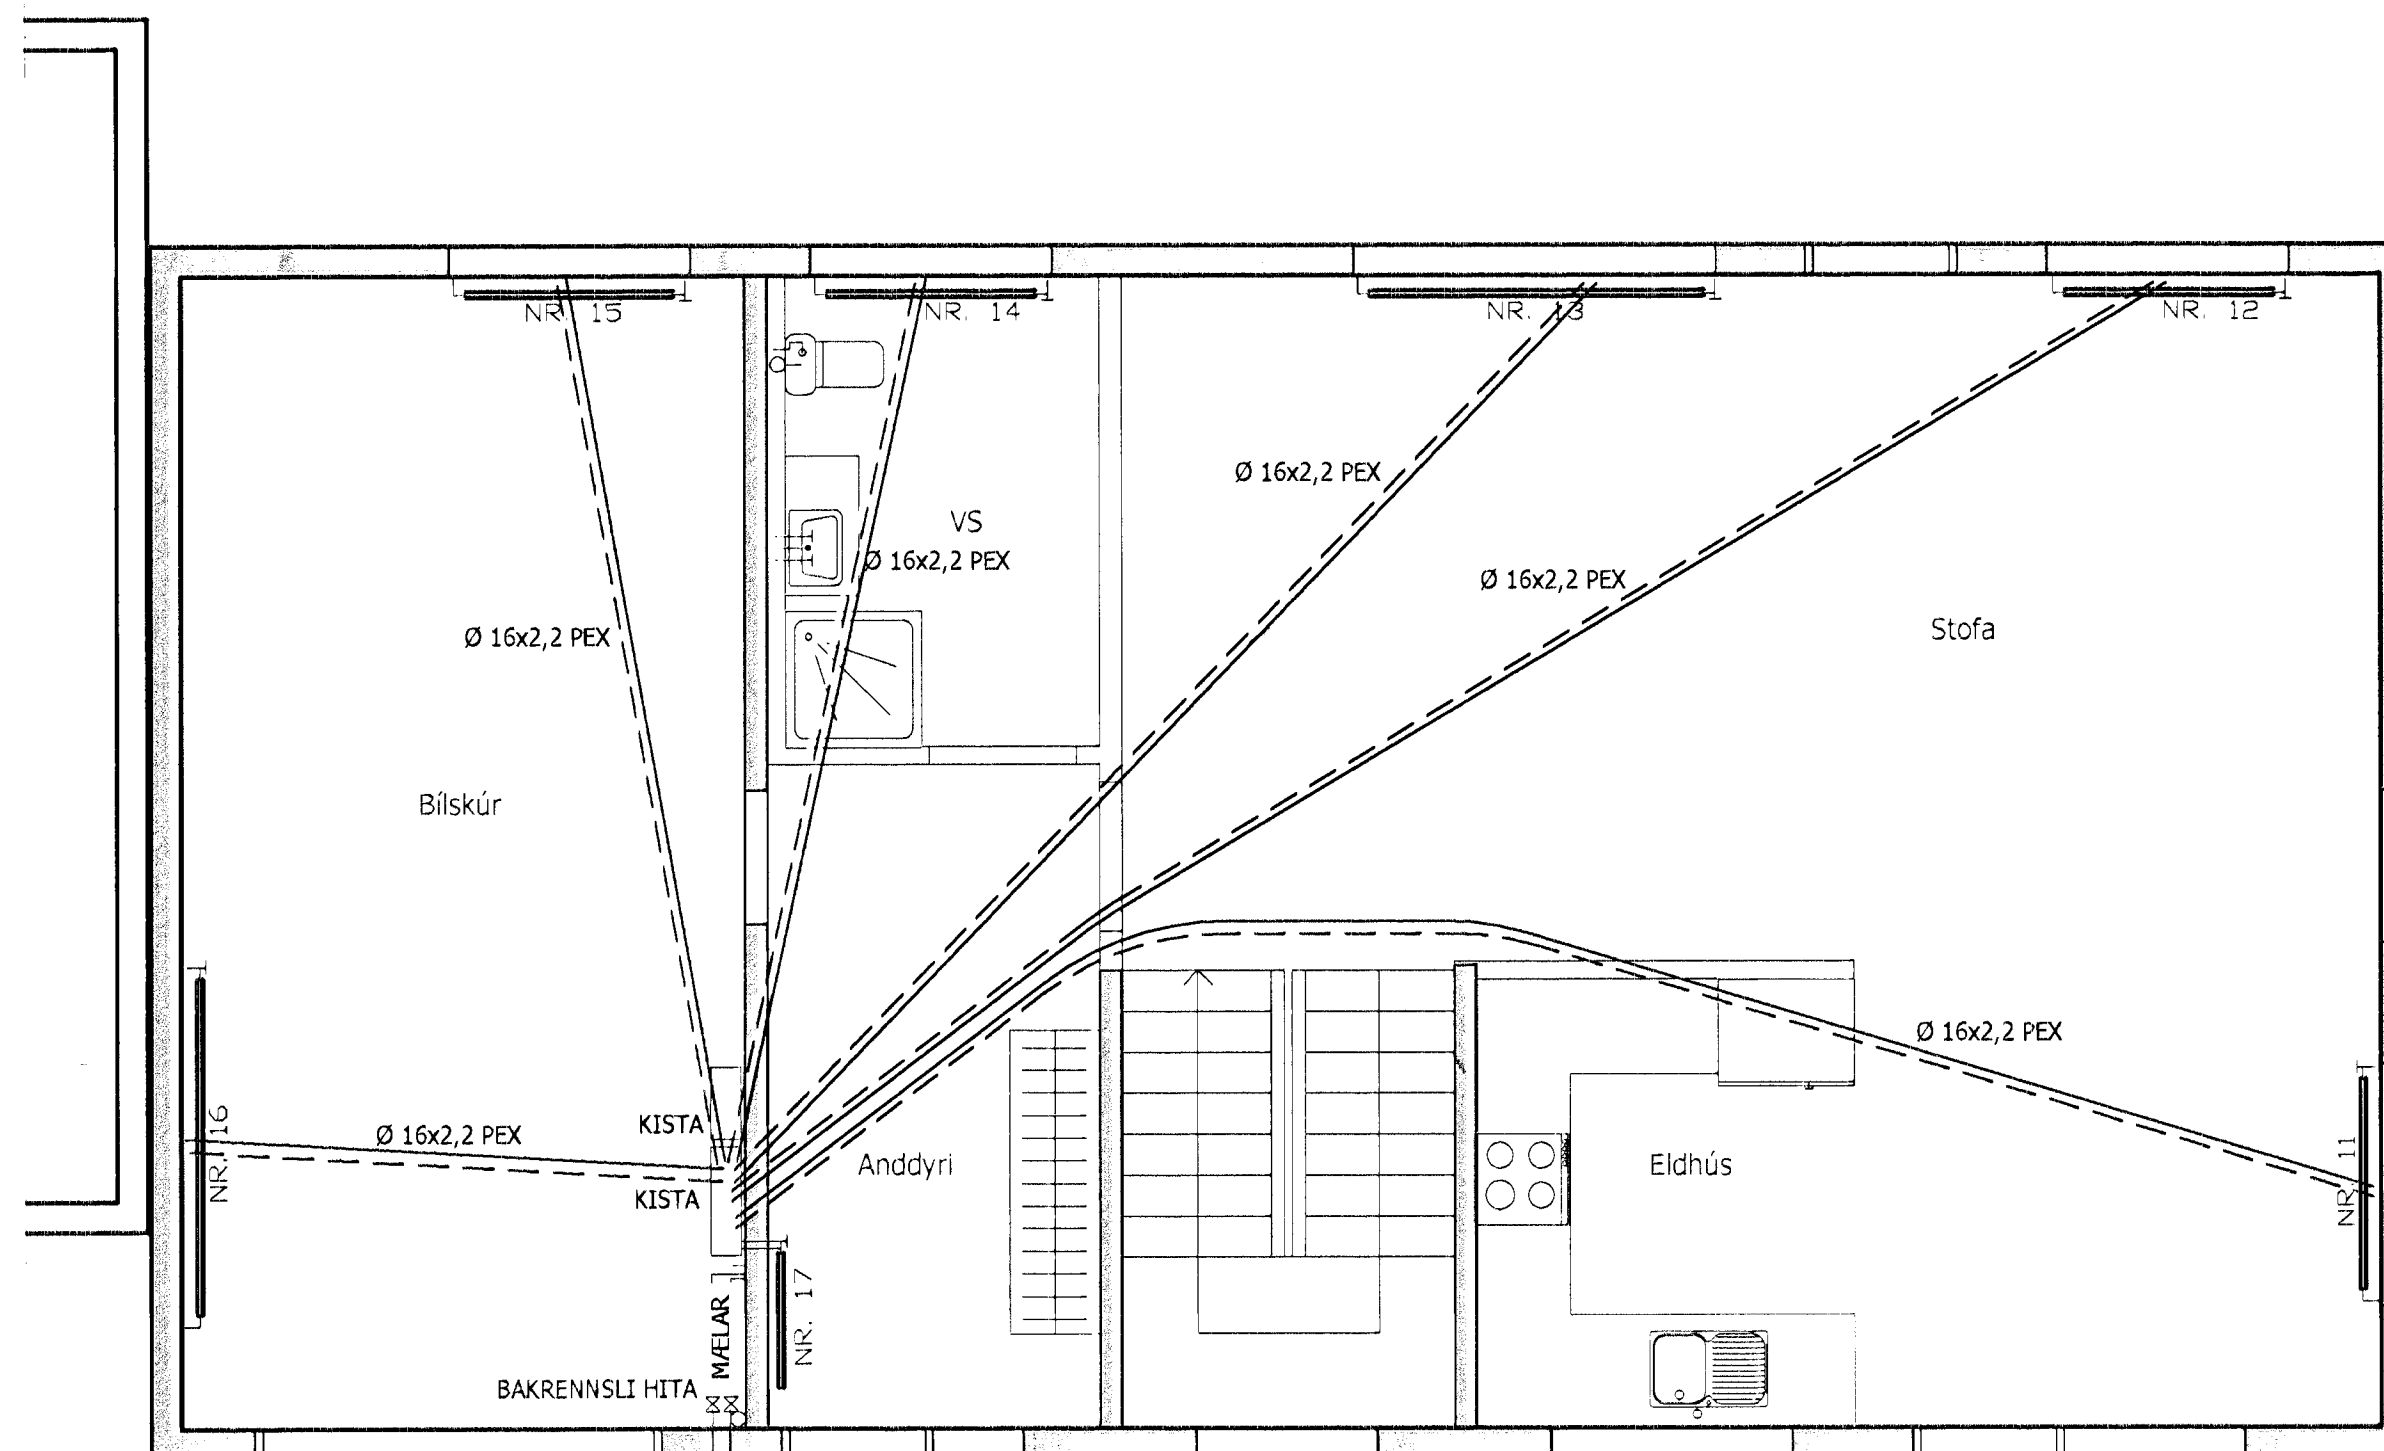 NR. 15
NR. 14
NR. 13
NR. 12
Ø 16x2,2 PEX
VS
Ø 16x2,2 PEX
Ø 16x2,2 PEX
Stofa
Ø 16x2,2 PEX
Bílskúr
Ø 16x2,2 PEX
KISTA
Ø 16x2,2 PEX
NR. 16
Anddyri
Eldhús
NR. 11
KISTA
NR. 17
MÆLAR
BAKRENNSLI HITA